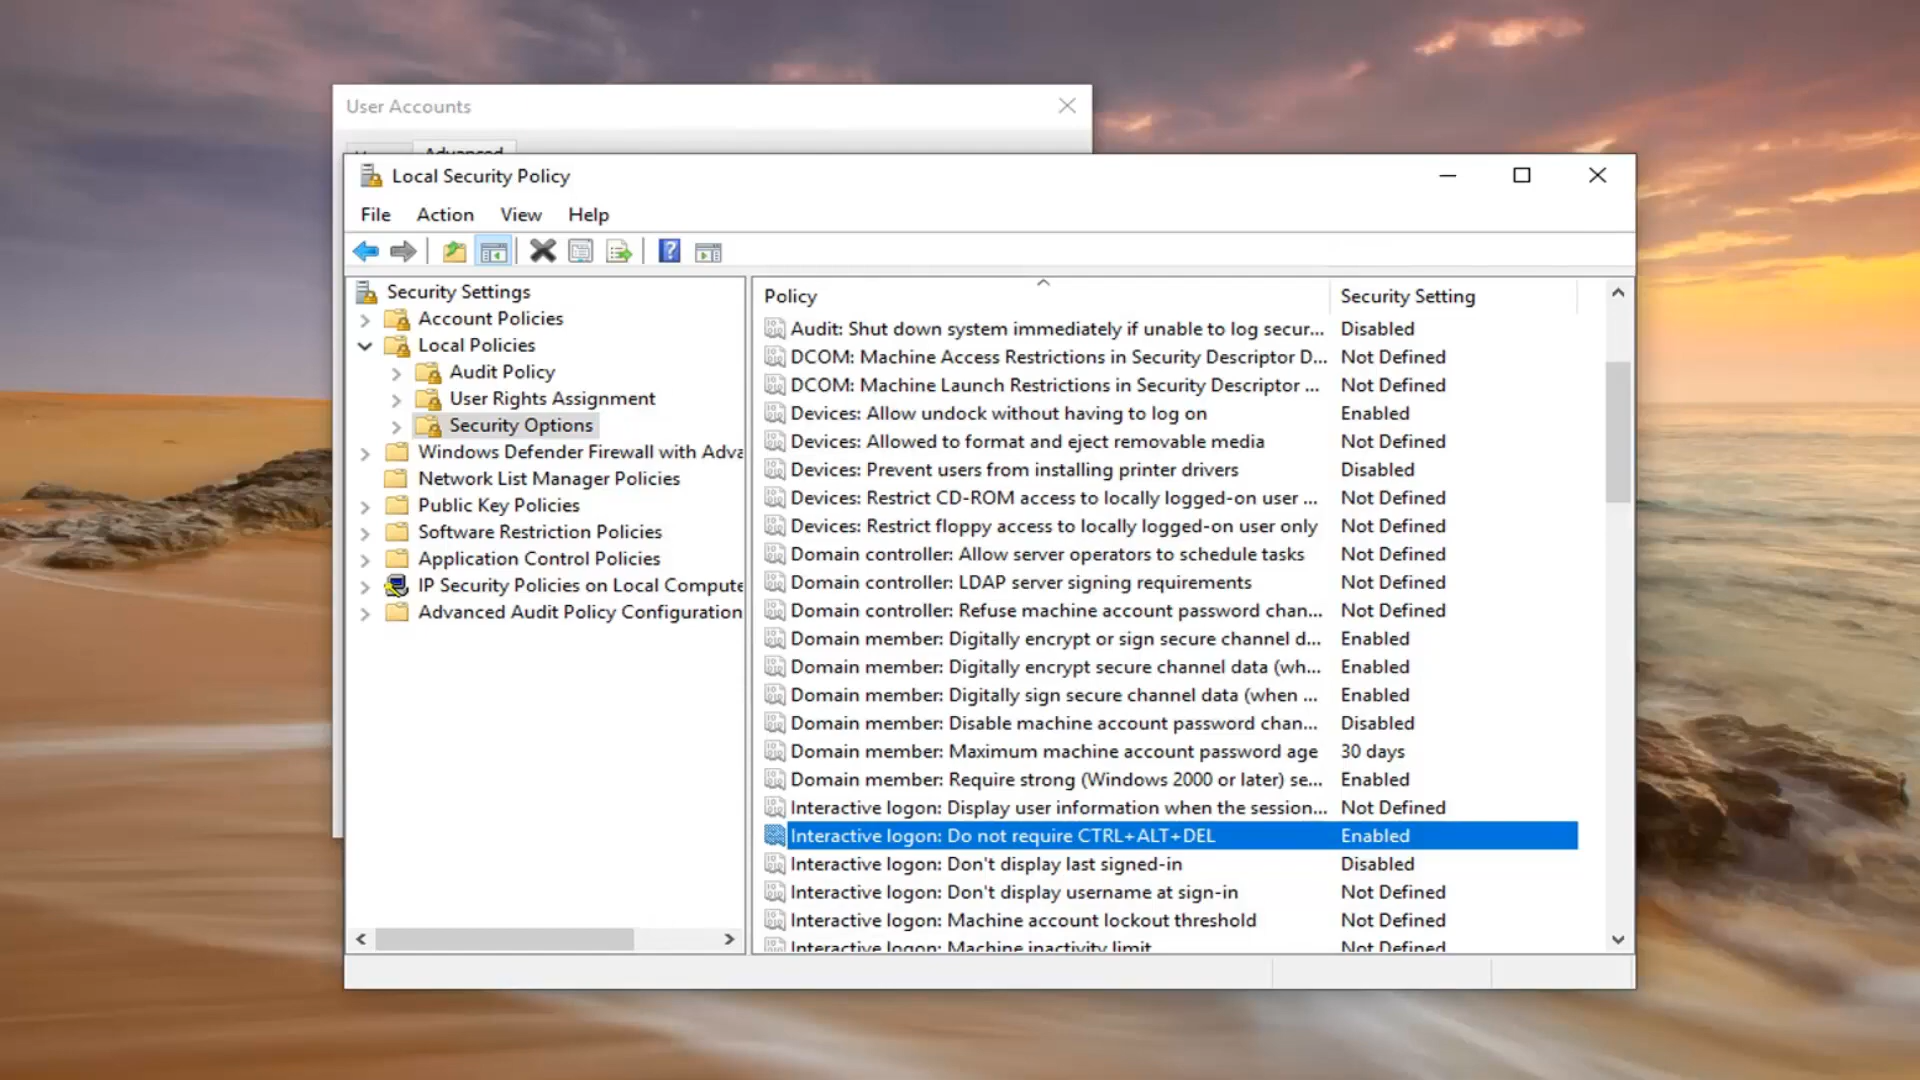 User Accounts
Advanced
Local Security Policy
File Action View Help
Security Settings
Account Policies
Local Policies
Audit Policy
User Rights Assignment
Security Options
Windows Defender Firewall with Adva
Network List Manager Policies
Public Key Policies
Software Restriction Policies
Application Control Policies
IP Security Policies on Local Compute
Advanced Audit Policy Configuration
Policy Security Setting
Audit: Shut down system immediately if unable to log secur... Disabled
DCOM: Machine Access Restrictions in Security Descriptor D... Not Defined
DCOM: Machine Launch Restrictions in Security Descriptor ... Not Defined
Devices: Allow undock without having to log on Enabled
Devices: Allowed to format and eject removable media Not Defined
Devices: Prevent users from installing printer drivers Disabled
Devices: Restrict CD-ROM access to locally logged-on user ... Not Defined
Devices: Restrict floppy access to locally logged-on user only Not Defined
Domain controller: Allow server operators to schedule tasks Not Defined
Domain controller: LDAP server signing requirements Not Defined
Domain controller: Refuse machine account password chan... Not Defined
Domain member: Digitally encrypt or sign secure channel d... Enabled
Domain member: Digitally encrypt secure channel data (wh... Enabled
Domain member: Digitally sign secure channel data (when ... Enabled
Domain member: Disable machine account password chan... Disabled
Domain member: Maximum machine account password age 30 days
Domain member: Require strong (Windows 2000 or later) se... Enabled
Interactive logon: Display user information when the session... Not Defined
Interactive logon: Do not require CTRL+ALT+DEL Enabled
Interactive logon: Don't display last signed-in Disabled
Interactive logon: Don't display username at sign-in Not Defined
Interactive logon: Machine account lockout threshold Not Defined
Interactive logon: Machine inactivity limit Not Defined